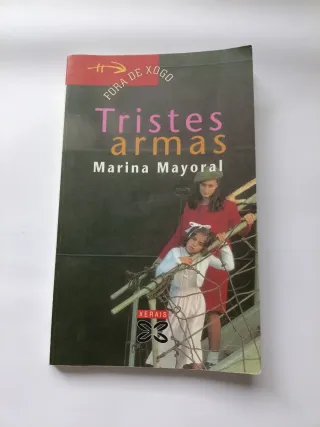 FORA DE XOGO
Tristes
armas
Marina Mayoral
XERAIS